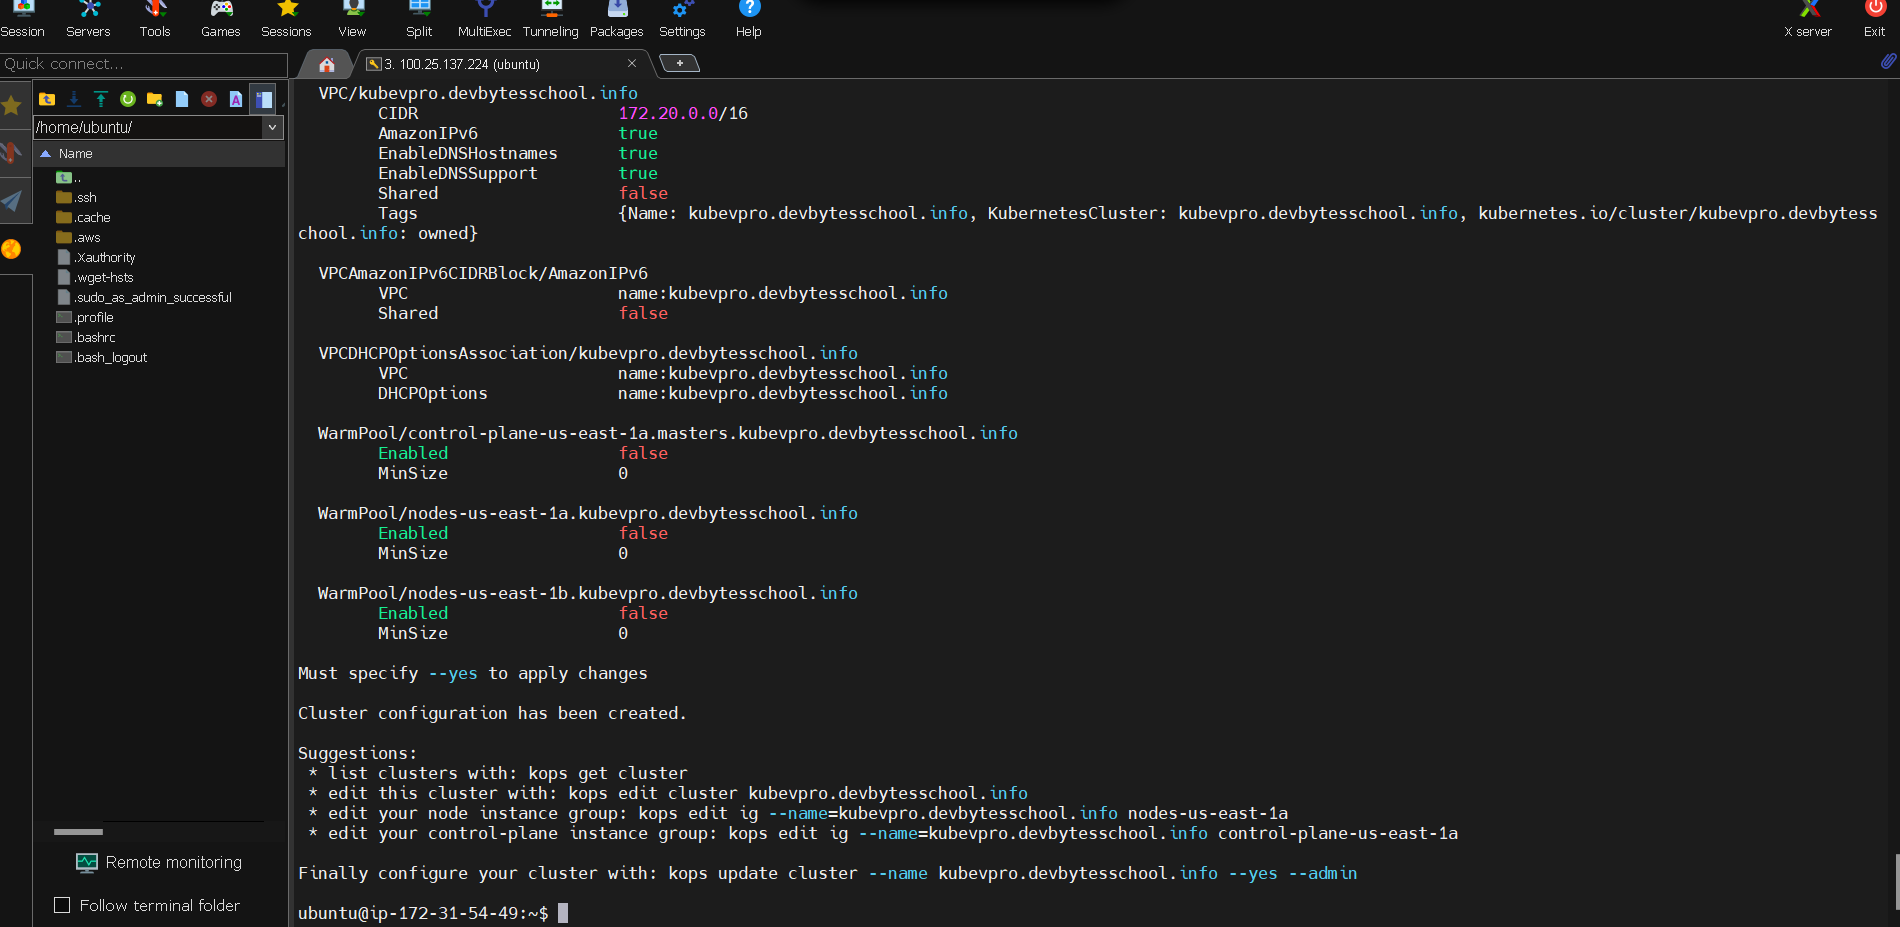 Session Servers Tools Games Sessions View Split MultiExec Tunneling Packages Settings Help X server Exit
Quick connect...
3. 100.25.137.224 (ubuntu)
/home/ubuntu/
Name
..
.ssh
.cache
.aws
.Xauthority
.wget-hsts
.sudo_as_admin_successful
.profile
.bashrc
.bash_logout
Remote monitoring
Follow terminal folder
VPC/kubevpro.devbytesschool.info
CIDR 172.20.0.0/16
AmazonIPv6 true
EnableDNSHostnames true
EnableDNSSupport true
Shared false
Tags {Name: kubevpro.devbytesschool.info, KubernetesCluster: kubevpro.devbytesschool.info, kubernetes.io/cluster/kubevpro.devbytess
chool.info: owned}
VPCAmazonIPv6CIDRBlock/AmazonIPv6
VPC name:kubevpro.devbytesschool.info
Shared false
VPCDHCPOptionsAssociation/kubevpro.devbytesschool.info
VPC name:kubevpro.devbytesschool.info
DHCPOptions name:kubevpro.devbytesschool.info
WarmPool/control-plane-us-east-1a.masters.kubevpro.devbytesschool.info
Enabled false
MinSize 0
WarmPool/nodes-us-east-1a.kubevpro.devbytesschool.info
Enabled false
MinSize 0
WarmPool/nodes-us-east-1b.kubevpro.devbytesschool.info
Enabled false
MinSize 0
Must specify --yes to apply changes
Cluster configuration has been created.
Suggestions:
* list clusters with: kops get cluster
* edit this cluster with: kops edit cluster kubevpro.devbytesschool.info
* edit your node instance group: kops edit ig --name=kubevpro.devbytesschool.info nodes-us-east-1a
* edit your control-plane instance group: kops edit ig --name=kubevpro.devbytesschool.info control-plane-us-east-1a
Finally configure your cluster with: kops update cluster --name kubevpro.devbytesschool.info --yes --admin
ubuntu@ip-172-31-54-49:~$